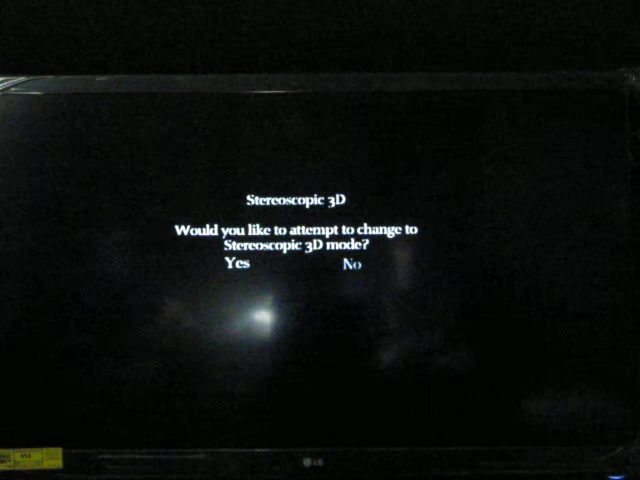 Stereoscopic 3D
Would you like to attempt to change to
Stereoscopic 3D mode?
Yes No
LG